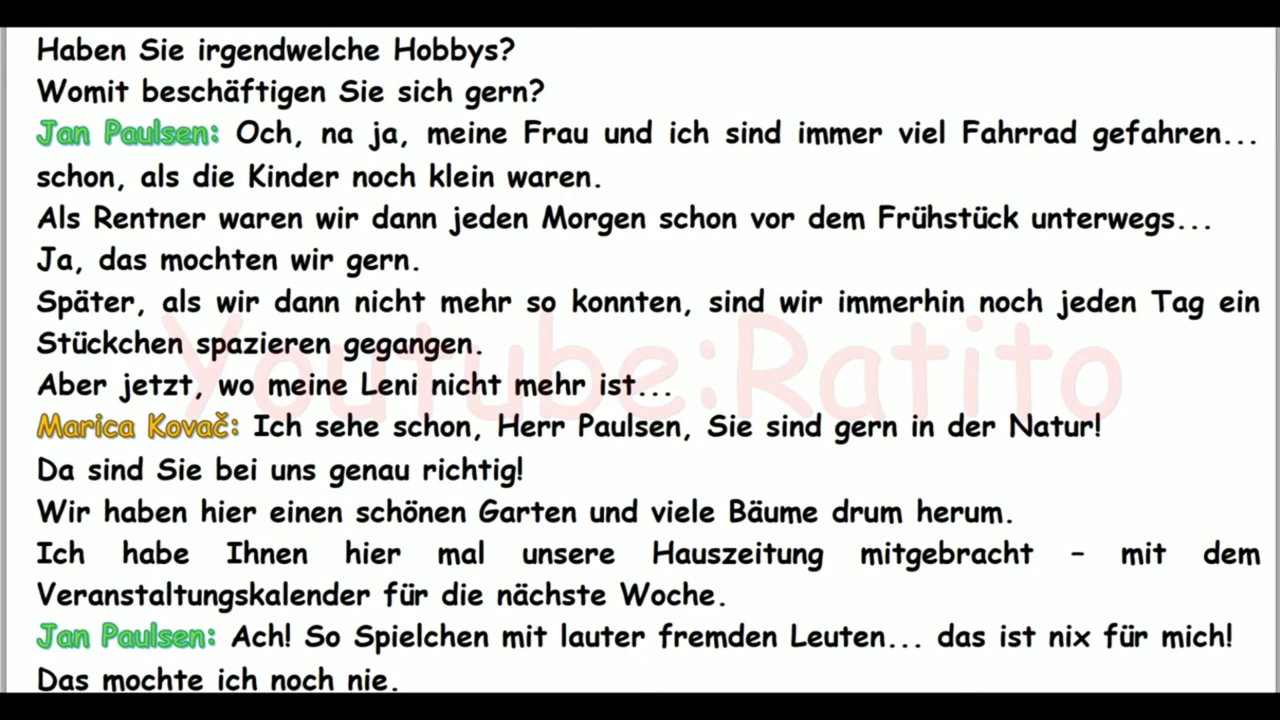 Haben Sie irgendwelche Hobbys?
Womit beschäftigen Sie sich gern?
Jan Paulsen: Och, na ja, meine Frau und ich sind immer viel Fahrrad gefahren...
schon, als die Kinder noch klein waren.
Als Rentner waren wir dann jeden Morgen schon vor dem Frühstück unterwegs...
Ja, das mochten wir gern.
Später, als wir dann nicht mehr so konnten, sind wir immerhin noch jeden Tag ein
Stückchen spazieren gegangen.
Youtube:Ratito
Aber jetzt, wo meine Leni nicht mehr ist...
Marica Kovač: Ich sehe schon, Herr Paulsen, Sie sind gern in der Natur!
Da sind Sie bei uns genau richtig!
Wir haben hier einen schönen Garten und viele Bäume drum herum.
Ich habe Ihnen hier mal unsere Hauszeitung mitgebracht – mit dem
Veranstaltungskalender für die nächste Woche.
Jan Paulsen: Ach! So Spielchen mit lauter fremden Leuten... das ist nix für mich!
Das mochte ich noch nie.